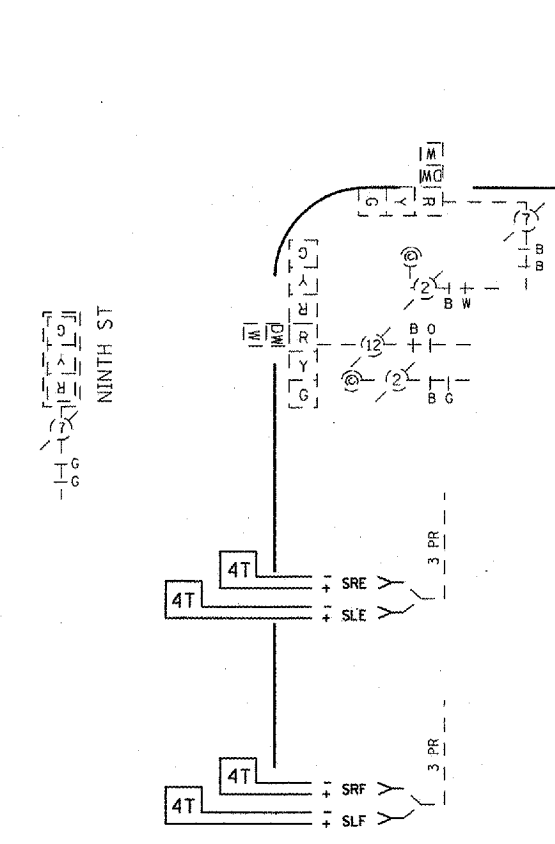 W
DW
G Y R
7
B
B
G
Y
R
R
Y
G
DW
W
C
2
B W
12
B O
C
2
B G
NINTH ST
G
Y
R
7
G
G
4T
- 
+ SRE
4T
-
+ SLE
3 PR
4T
-
+ SRF
4T
-
+ SLF
3 PR